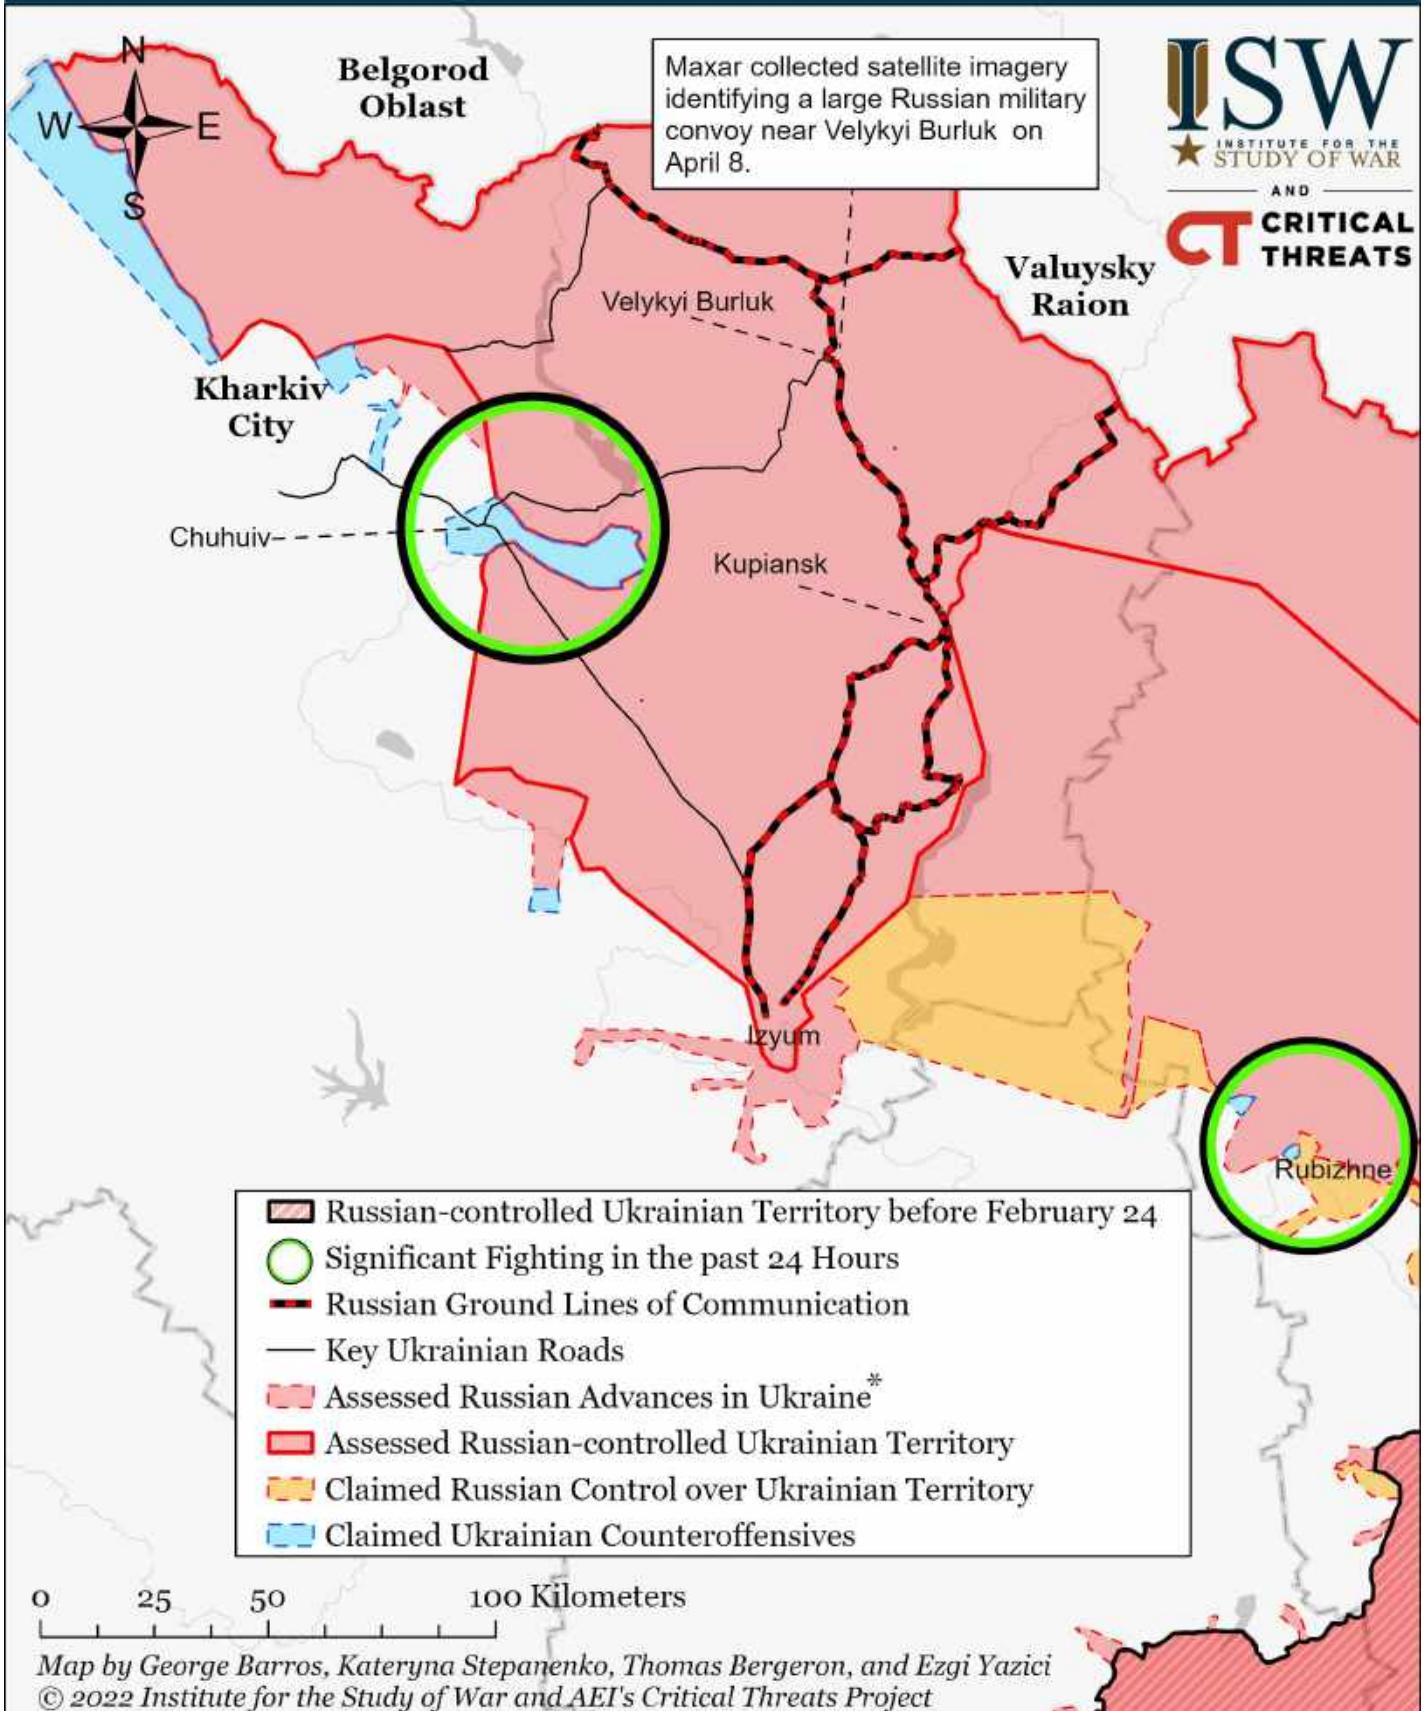 N
W E
S
Belgorod
Oblast
Maxar collected satellite imagery
identifying a large Russian military
convoy near Velykyi Burluk on
April 8.
ISW
INSTITUTE FOR THE
STUDY OF WAR
AND
CT CRITICAL
THREATS
Valuysky
Raion
Velykyi Burluk
Kharkiv
City
Chuhuiv
Kupiansk
Izyum
Rubizhne
Russian-controlled Ukrainian Territory before February 24
Significant Fighting in the past 24 Hours
Russian Ground Lines of Communication
Key Ukrainian Roads
Assessed Russian Advances in Ukraine*
Assessed Russian-controlled Ukrainian Territory
Claimed Russian Control over Ukrainian Territory
Claimed Ukrainian Counteroffensives
0 25 50 100 Kilometers
Map by George Barros, Kateryna Stepanenko, Thomas Bergeron, and Ezgi Yazici
© 2022 Institute for the Study of War and AEI's Critical Threats Project